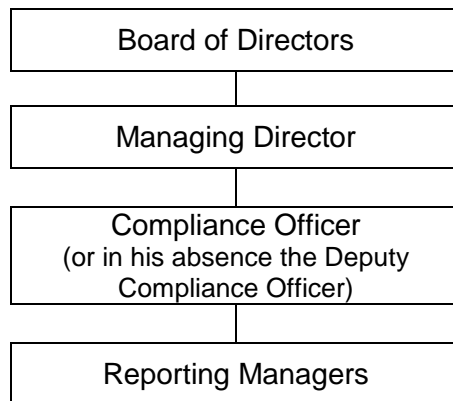 Board of Directors
Managing Director
Compliance Officer
(or in his absence the Deputy
Compliance Officer)
Reporting Managers